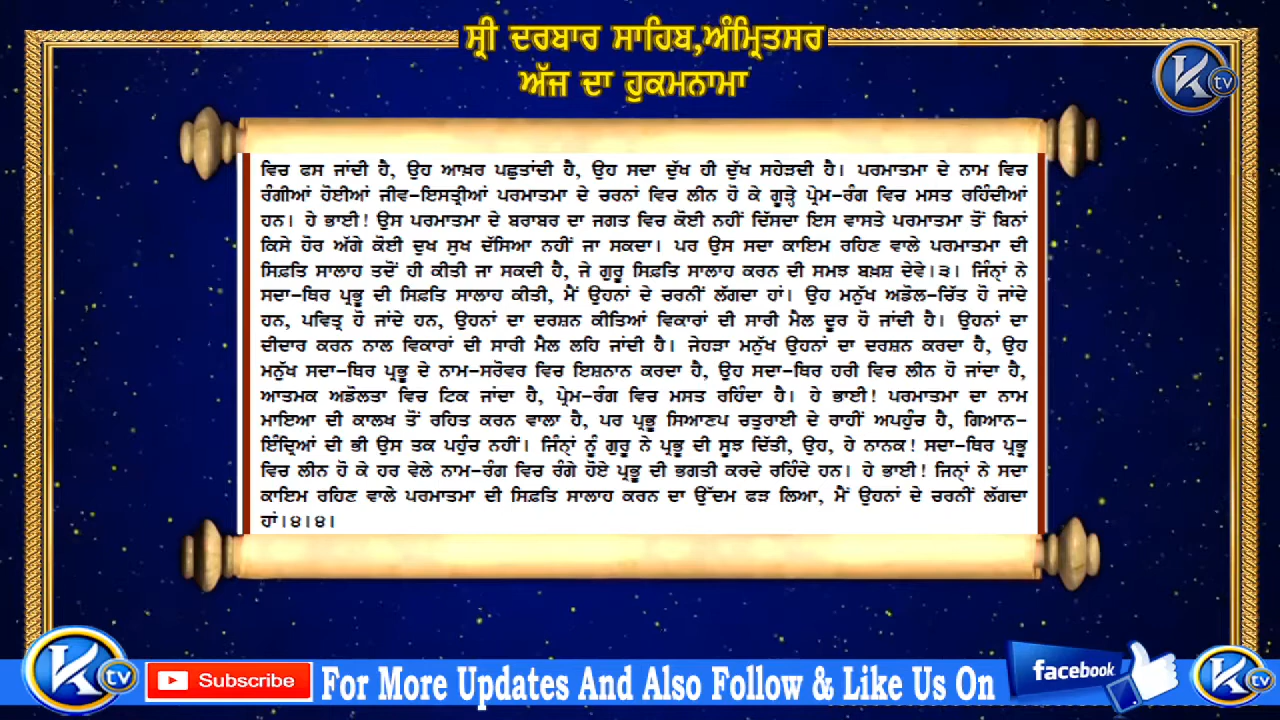 ਸ੍ਰੀ ਦਰਬਾਰ ਸਾਹਿਬ,ਅੰਮ੍ਰਿਤਸਰ
ਅੱਜ ਦਾ ਹੁਕਮਨਾਮਾ
K tv
ਵਿਚ ਫਸ ਜਾਂਦੀ ਹੈ, ਉਹ ਆਖ਼ਰ ਪਛੁਤਾਂਦੀ ਹੈ, ਉਹ ਸਦਾ ਦੁੱਖ ਹੀ ਦੁੱਖ ਸਹੇੜਦੀ ਹੈ। ਪਰਮਾਤਮਾ ਦੇ ਨਾਮ ਵਿਚ
ਰੰਗੀਆਂ ਹੋਈਆਂ ਜੀਵ-ਇਸਤ੍ਰੀਆਂ ਪਰਮਾਤਮਾ ਦੇ ਚਰਨਾਂ ਵਿਚ ਲੀਨ ਹੋ ਕੇ ਗੂੜ੍ਹੇ ਪ੍ਰੇਮ-ਰੰਗ ਵਿਚ ਮਸਤ ਰਹਿੰਦੀਆਂ
ਹਨ। ਹੇ ਭਾਈ! ਉਸ ਪਰਮਾਤਮਾ ਦੇ ਬਰਾਬਰ ਦਾ ਜਗਤ ਵਿਚ ਕੋਈ ਨਹੀਂ ਦਿੱਸਦਾ ਇਸ ਵਾਸਤੇ ਪਰਮਾਤਮਾ ਤੋਂ ਬਿਨਾਂ
ਕਿਸੇ ਹੋਰ ਅੱਗੇ ਕੋਈ ਦੁਖ ਸੁਖ ਦੱਸਿਆ ਨਹੀਂ ਜਾ ਸਕਦਾ। ਪਰ ਉਸ ਸਦਾ ਕਾਇਮ ਰਹਿਣ ਵਾਲੇ ਪਰਮਾਤਮਾ ਦੀ
ਸਿਫ਼ਤਿ ਸਾਲਾਹ ਤਦੋਂ ਹੀ ਕੀਤੀ ਜਾ ਸਕਦੀ ਹੈ, ਜੇ ਗੁਰੂ ਸਿਫ਼ਤਿ ਸਾਲਾਹ ਕਰਨ ਦੀ ਸਮਝ ਬਖ਼ਸ਼ ਦੇਵੇ।੩। ਜਿੰਨ੍ਹਾਂ ਨੇ
ਸਦਾ-ਥਿਰ ਪ੍ਰਭੂ ਦੀ ਸਿਫ਼ਤਿ ਸਾਲਾਹ ਕੀਤੀ, ਮੈਂ ਉਹਨਾਂ ਦੇ ਚਰਨੀਂ ਲੱਗਦਾ ਹਾਂ। ਉਹ ਮਨੁੱਖ ਅਡੋਲ-ਚਿੱਤ ਹੋ ਜਾਂਦੇ
ਹਨ, ਪਵਿਤ੍ਰ ਹੋ ਜਾਂਦੇ ਹਨ, ਉਹਨਾਂ ਦਾ ਦਰਸ਼ਨ ਕੀਤਿਆਂ ਵਿਕਾਰਾਂ ਦੀ ਸਾਰੀ ਮੈਲ ਦੂਰ ਹੋ ਜਾਂਦੀ ਹੈ। ਉਹਨਾਂ ਦਾ
ਦੀਦਾਰ ਕਰਨ ਨਾਲ ਵਿਕਾਰਾਂ ਦੀ ਸਾਰੀ ਮੈਲ ਲਹਿ ਜਾਂਦੀ ਹੈ। ਜੇਹੜਾ ਮਨੁੱਖ ਉਹਨਾਂ ਦਾ ਦਰਸ਼ਨ ਕਰਦਾ ਹੈ, ਉਹ
ਮਨੁੱਖ ਸਦਾ-ਥਿਰ ਪ੍ਰਭੂ ਦੇ ਨਾਮ-ਸਰੋਵਰ ਵਿਚ ਇਸ਼ਨਾਨ ਕਰਦਾ ਹੈ, ਉਹ ਸਦਾ-ਥਿਰ ਹਰੀ ਵਿਚ ਲੀਨ ਹੋ ਜਾਂਦਾ ਹੈ,
ਆਤਮਕ ਅਡੋਲਤਾ ਵਿਚ ਟਿਕ ਜਾਂਦਾ ਹੈ, ਪ੍ਰੇਮ-ਰੰਗ ਵਿਚ ਮਸਤ ਰਹਿੰਦਾ ਹੈ। ਹੇ ਭਾਈ! ਪਰਮਾਤਮਾ ਦਾ ਨਾਮ
ਮਾਇਆ ਦੀ ਕਾਲਖ ਤੋਂ ਰਹਿਤ ਕਰਨ ਵਾਲਾ ਹੈ, ਪਰ ਪ੍ਰਭੂ ਸਿਆਣਪ ਚਤੁਰਾਈ ਦੇ ਰਾਹੀਂ ਅਪਹੁੰਚ ਹੈ, ਗਿਆਨ-
ਇੰਦ੍ਰਿਆਂ ਦੀ ਭੀ ਉਸ ਤਕ ਪਹੁੰਚ ਨਹੀਂ। ਜਿੰਨ੍ਹਾਂ ਨੂੰ ਗੁਰੂ ਨੇ ਪ੍ਰਭੂ ਦੀ ਸੂਝ ਦਿੱਤੀ, ਉਹ, ਹੇ ਨਾਨਕ! ਸਦਾ-ਥਿਰ ਪ੍ਰਭੂ
ਵਿਚ ਲੀਨ ਹੋ ਕੇ ਹਰ ਵੇਲੇ ਨਾਮ-ਰੰਗ ਵਿਚ ਰੰਗੇ ਹੋਏ ਪ੍ਰਭੂ ਦੀ ਭਗਤੀ ਕਰਦੇ ਰਹਿੰਦੇ ਹਨ। ਹੇ ਭਾਈ! ਜਿਨ੍ਹਾਂ ਨੇ ਸਦਾ
ਕਾਇਮ ਰਹਿਣ ਵਾਲੇ ਪਰਮਾਤਮਾ ਦੀ ਸਿਫ਼ਤਿ ਸਾਲਾਹ ਕਰਨ ਦਾ ਉੱਦਮ ਫੜ ਲਿਆ, ਮੈਂ ਉਹਨਾਂ ਦੇ ਚਰਨੀਂ ਲੱਗਦਾ
ਹਾਂ।੪।੪।
K tv Subscribe For More Updates And Also Follow & Like Us On facebook K tv